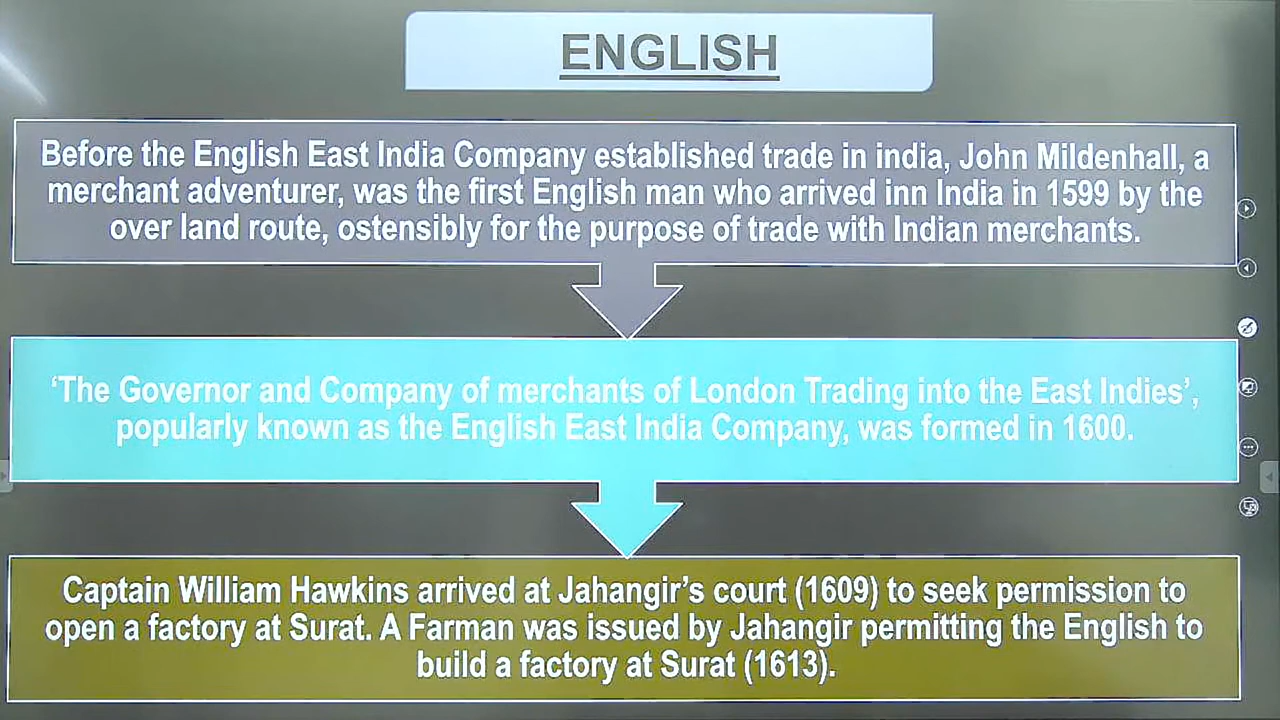 ENGLISH
Before the English East India Company established trade in india, John Mildenhall, a
merchant adventurer, was the first English man who arrived inn India in 1599 by the
over land route, ostensibly for the purpose of trade with Indian merchants.
‘The Governor and Company of merchants of London Trading into the East Indies’,
popularly known as the English East India Company, was formed in 1600.
Captain William Hawkins arrived at Jahangir’s court (1609) to seek permission to
open a factory at Surat. A Farman was issued by Jahangir permitting the English to
build a factory at Surat (1613).